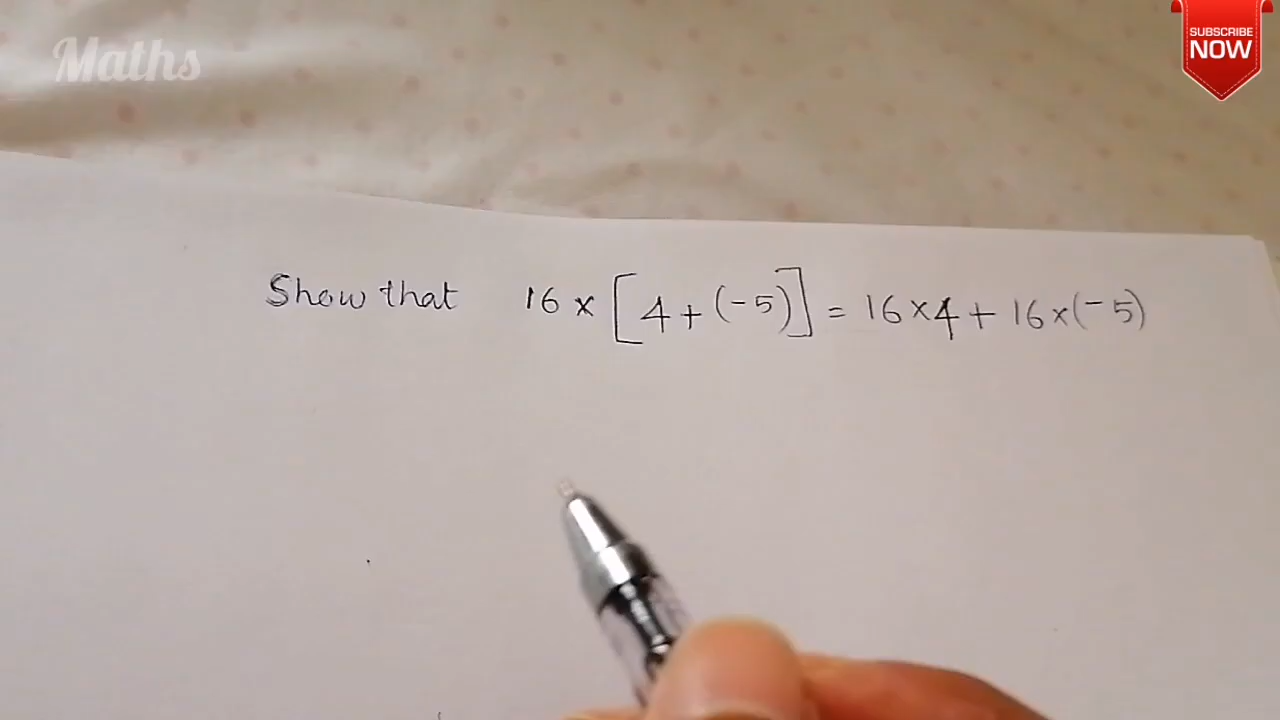 Maths
SUBSCRIBE
NOW
Show that 16 × [4 + (-5)] = 16×4 + 16×(-5)